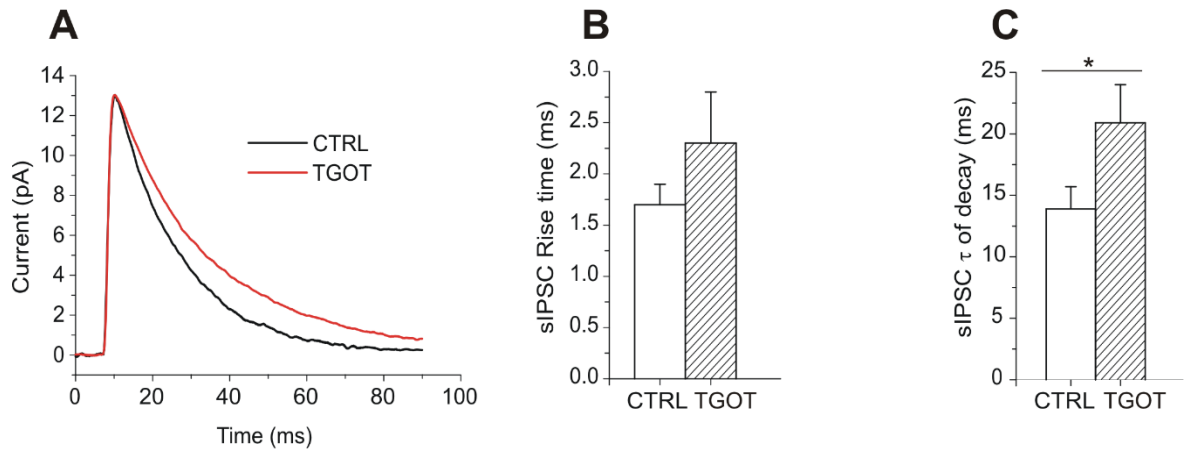 A
14
12
10
8
6
4
2
0
Current (pA)
CTRL
TGOT
0 20 40 60 80 100
Time (ms)
B
3.0
2.5
2.0
1.5
1.0
0.5
0.0
sIPSC Rise time (ms)
CTRL TGOT
C
*
25
20
15
10
5
0
sIPSC τ of decay (ms)
CTRL TGOT